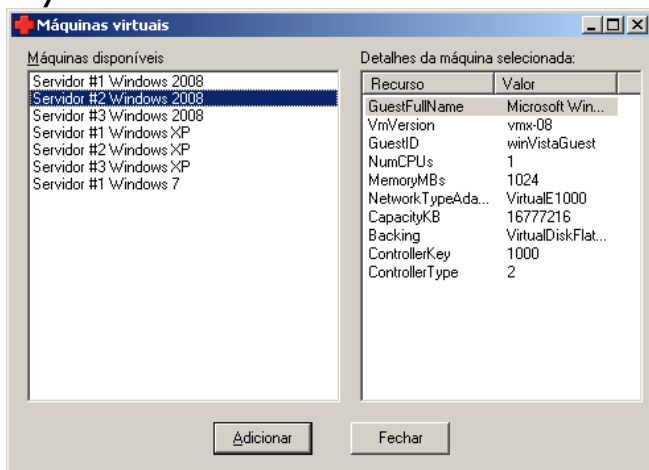 Máquinas virtuais
Máquinas disponíveis
Servidor #1 Windows 2008
Servidor #2 Windows 2008
Servidor #3 Windows 2008
Servidor #1 Windows XP
Servidor #2 Windows XP
Servidor #3 Windows XP
Servidor #1 Windows 7
Detalhes da máquina selecionada:
Recurso Valor
GuestFullName Microsoft Win...
VmVersion vmx-08
GuestID winVistaGuest
NumCPUs 1
MemoryMBs 1024
NetworkTypeAda... VirtualE1000
CapacityKB 16777216
Backing VirtualDiskFlat...
ControllerKey 1000
ControllerType 2
Adicionar Fechar